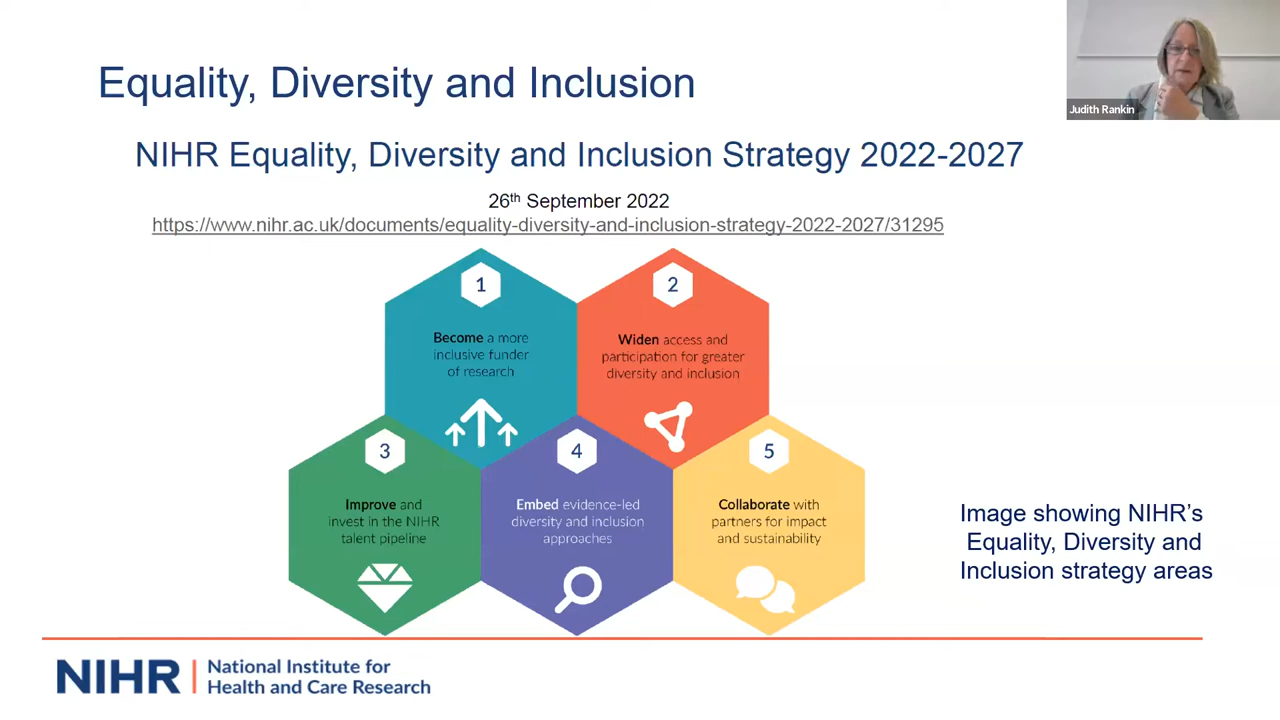 Equality, Diversity and Inclusion
Judith Rankin
NIHR Equality, Diversity and Inclusion Strategy 2022-2027
26th September 2022
https://www.nihr.ac.uk/documents/equality-diversity-and-inclusion-strategy-2022-2027/31295
1
Become a more
inclusive funder
of research
2
Widen access and
participation for greater
diversity and inclusion
3
Improve and
invest in the NIHR
talent pipeline
4
Embed evidence-led
diversity and inclusion
approaches
5
Collaborate with
partners for impact
and sustainability
Image showing NIHR’s
Equality, Diversity and
Inclusion strategy areas
NIHR
National Institute for
Health and Care Research